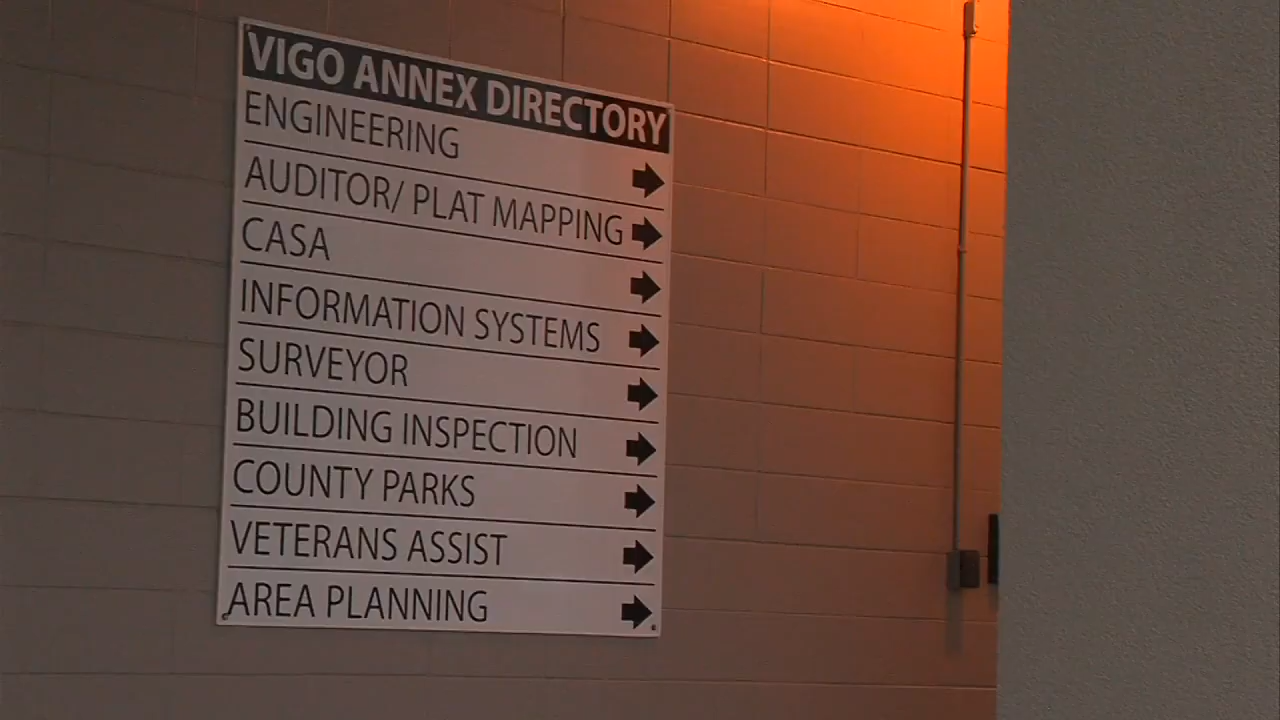 VIGO ANNEX DIRECTORY
ENGINEERING
AUDITOR/ PLAT MAPPING
CASA
INFORMATION SYSTEMS
SURVEYOR
BUILDING INSPECTION
COUNTY PARKS
VETERANS ASSIST
AREA PLANNING